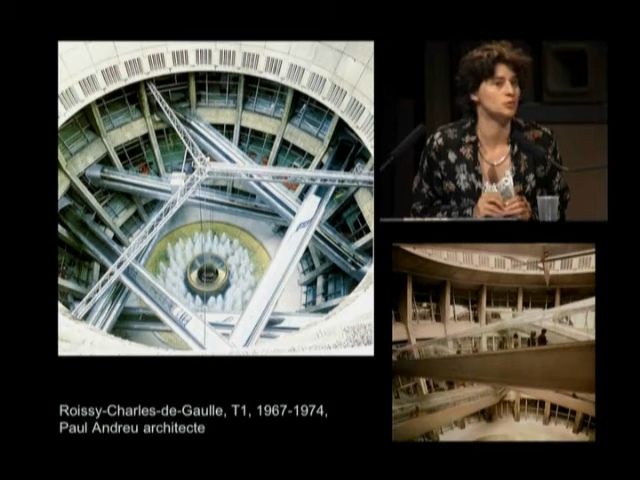 Roissy-Charles-de-Gaulle, T1, 1967-1974,
Paul Andreu architecte